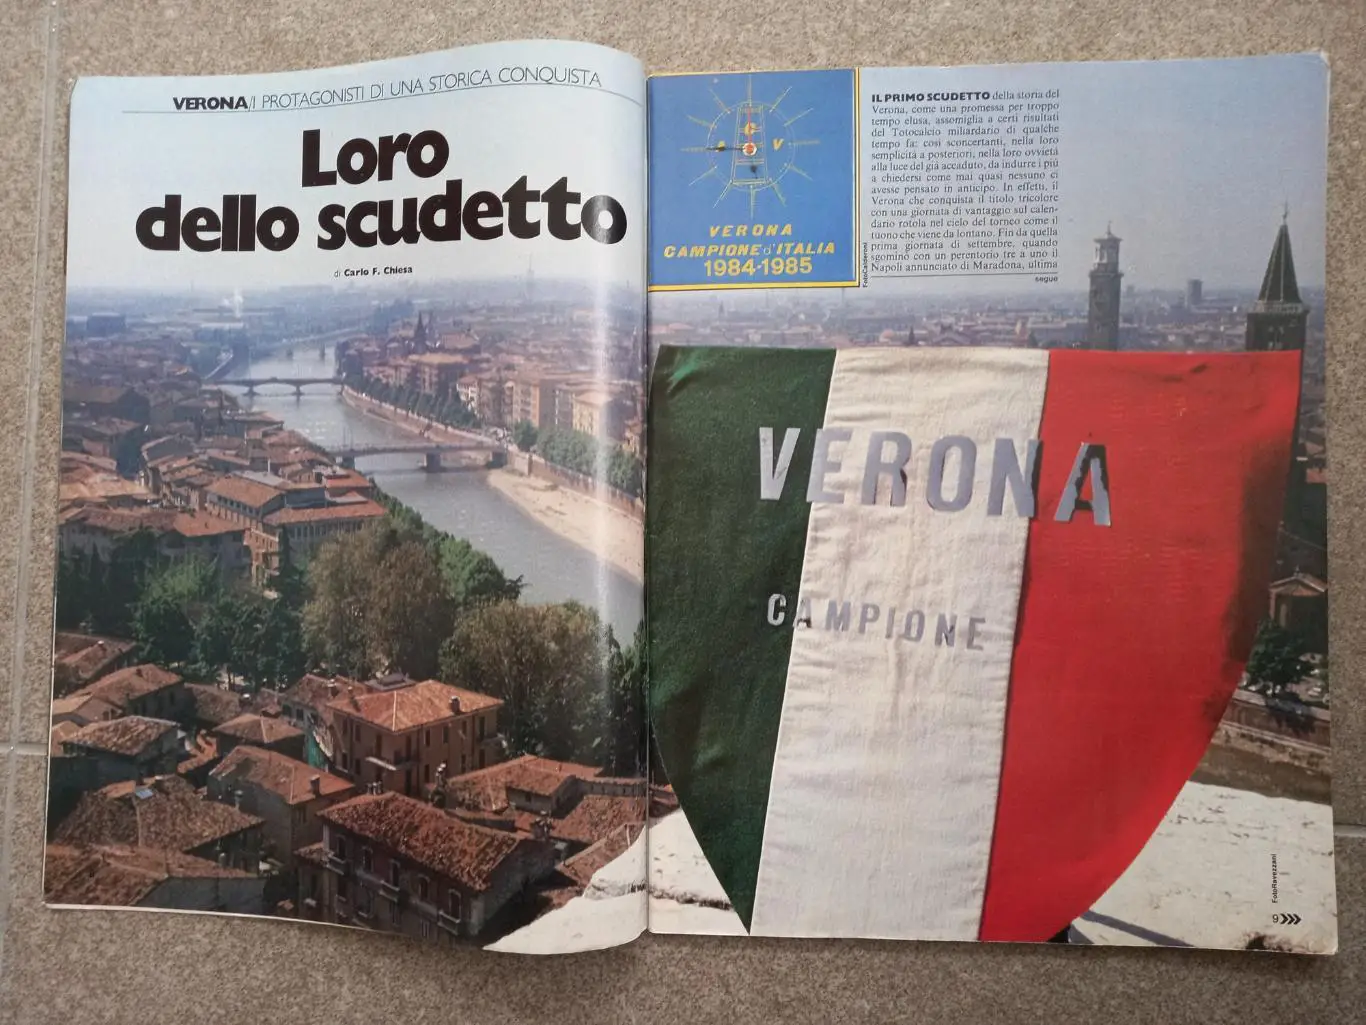 VERONA/I PROTAGONISTI DI UNA STORICA CONQUISTA
Loro
dello scudetto
di Carlo F. Chiesa
C
A V
VERONA
CAMPIONE d'ITALIA
1984-1985
FotoCalderoni
IL PRIMO SCUDETTO della storia del
Verona, come una promessa per troppo
tempo elusa, assomiglia a certi risultati
del Totocalcio miliardario di qualche
tempo fa: così sconcertanti, nella loro
semplicità a posteriori, nella loro ovvietà
alla luce del già accaduto, da indurre i più
a chiedersi come mai quasi nessuno ci
avesse pensato in anticipo. In effetti, il
Verona che conquista il titolo tricolore
con una giornata di vantaggio sul calen-
dario rotola nel cielo del torneo come il
tuono che viene da lontano. Fin da quella
prima giornata di settembre, quando
sgominò con un perentorio tre a uno il
Napoli annunciato di Maradona, ultima
segue
VERONA
CAMPIONE
FotoRavezzani
9